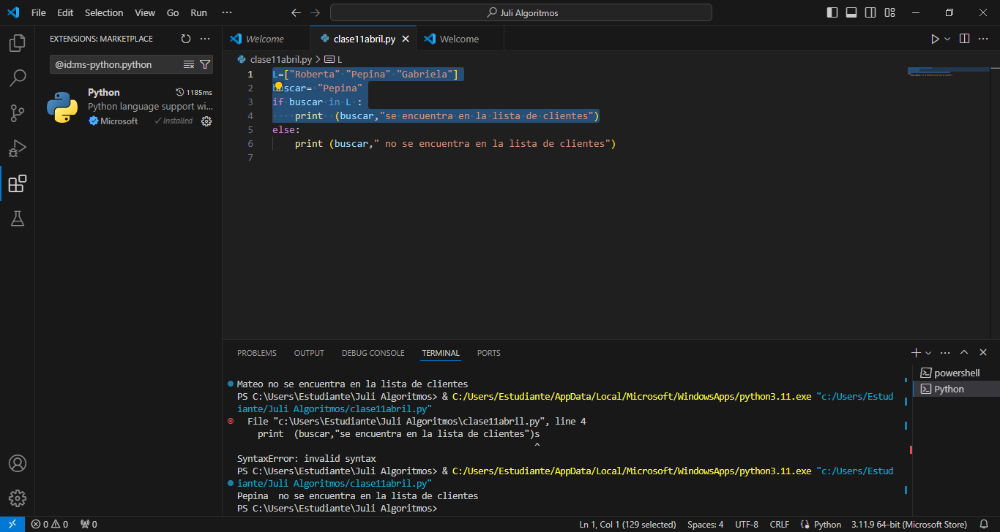 File Edit Selection View Go Run ···
Juli Algoritmos
EXTENSIONS: MARKETPLACE
@id:ms-python.python
Python 1185ms
Python language support wi...
Microsoft Installed
Welcome clase11abril.py Welcome
clase11abril.py > L
1 L=["Roberta" "Pepina" "Gabriela"]
2 buscar= "Pepina"
3 if buscar in L :
4 print  (buscar,"se encuentra en la lista de clientes")
5 else:
6 print (buscar," no se encuentra en la lista de clientes")
7
PROBLEMS OUTPUT DEBUG CONSOLE TERMINAL PORTS
powershell
Python
Mateo no se encuentra en la lista de clientes
PS C:\Users\Estudiante\Juli Algoritmos> & C:/Users/Estudiante/AppData/Local/Microsoft/WindowsApps/python3.11.exe "c:/Users/Estud
iante/Juli Algoritmos/clase11abril.py"
File "c:\Users\Estudiante\Juli Algoritmos\clase11abril.py", line 4
print  (buscar,"se encuentra en la lista de clientes")s
^
SyntaxError: invalid syntax
PS C:\Users\Estudiante\Juli Algoritmos> & C:/Users/Estudiante/AppData/Local/Microsoft/WindowsApps/python3.11.exe "c:/Users/Estud
iante/Juli Algoritmos/clase11abril.py"
Pepina  no se encuentra en la lista de clientes
PS C:\Users\Estudiante\Juli Algoritmos>
0 0 0 Ln 1, Col 1 (129 selected) Spaces: 4 UTF-8 CRLF Python 3.11.9 64-bit (Microsoft Store)